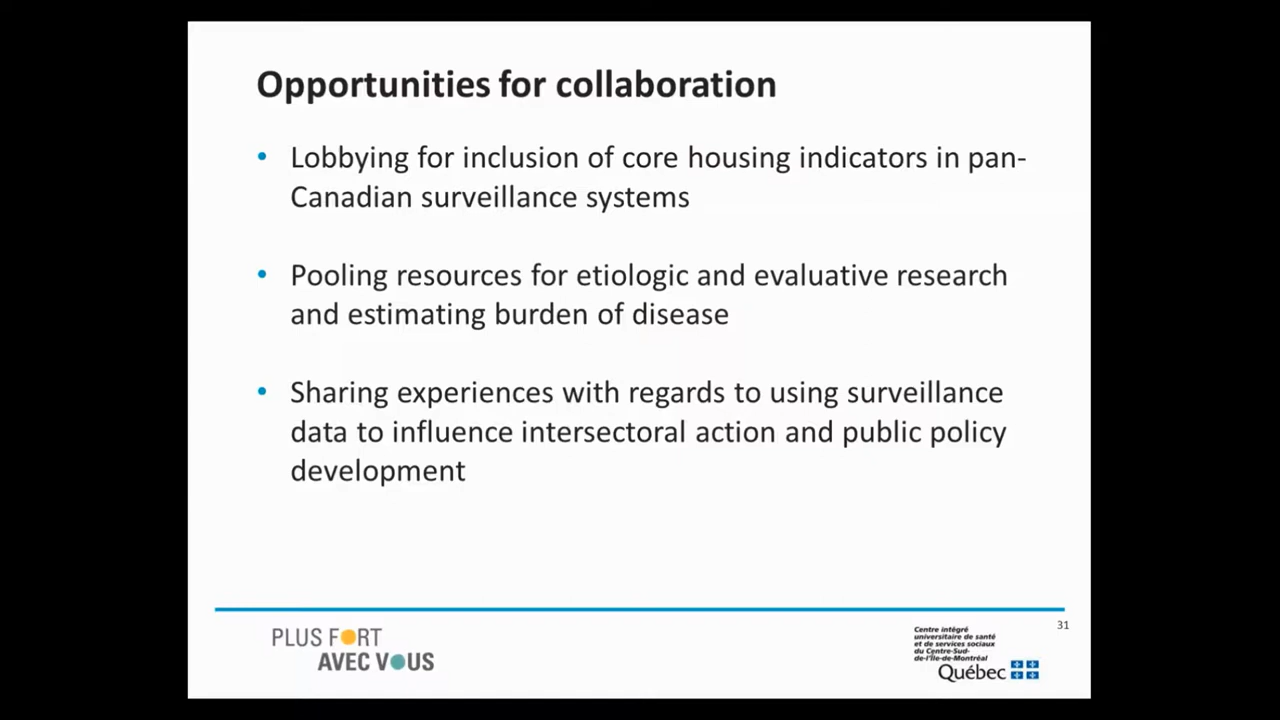 Opportunities for collaboration
• Lobbying for inclusion of core housing indicators in pan-
Canadian surveillance systems
• Pooling resources for etiologic and evaluative research
and estimating burden of disease
• Sharing experiences with regards to using surveillance
data to influence intersectoral action and public policy
development
31
PLUS FORT
AVEC VOUS
Centre intégré
universitaire de santé
et de services sociaux
du Centre-Sud-
de-l'Île-de-Montréal
Québec